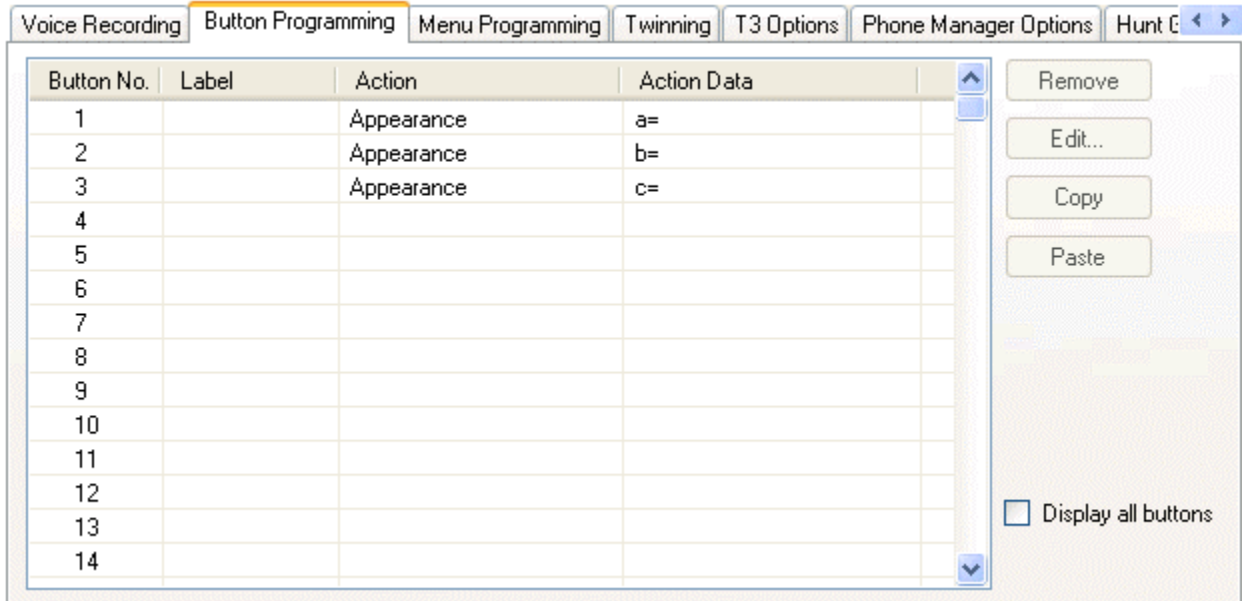 Voice Recording Button Programming Menu Programming Twinning T3 Options Phone Manager Options Hunt
Button No. Label Action Action Data
1 Appearance a=
2 Appearance b=
3 Appearance c=
4
5
6
7
8
9
10
11
12
13
14
Remove
Edit...
Copy
Paste
Display all buttons